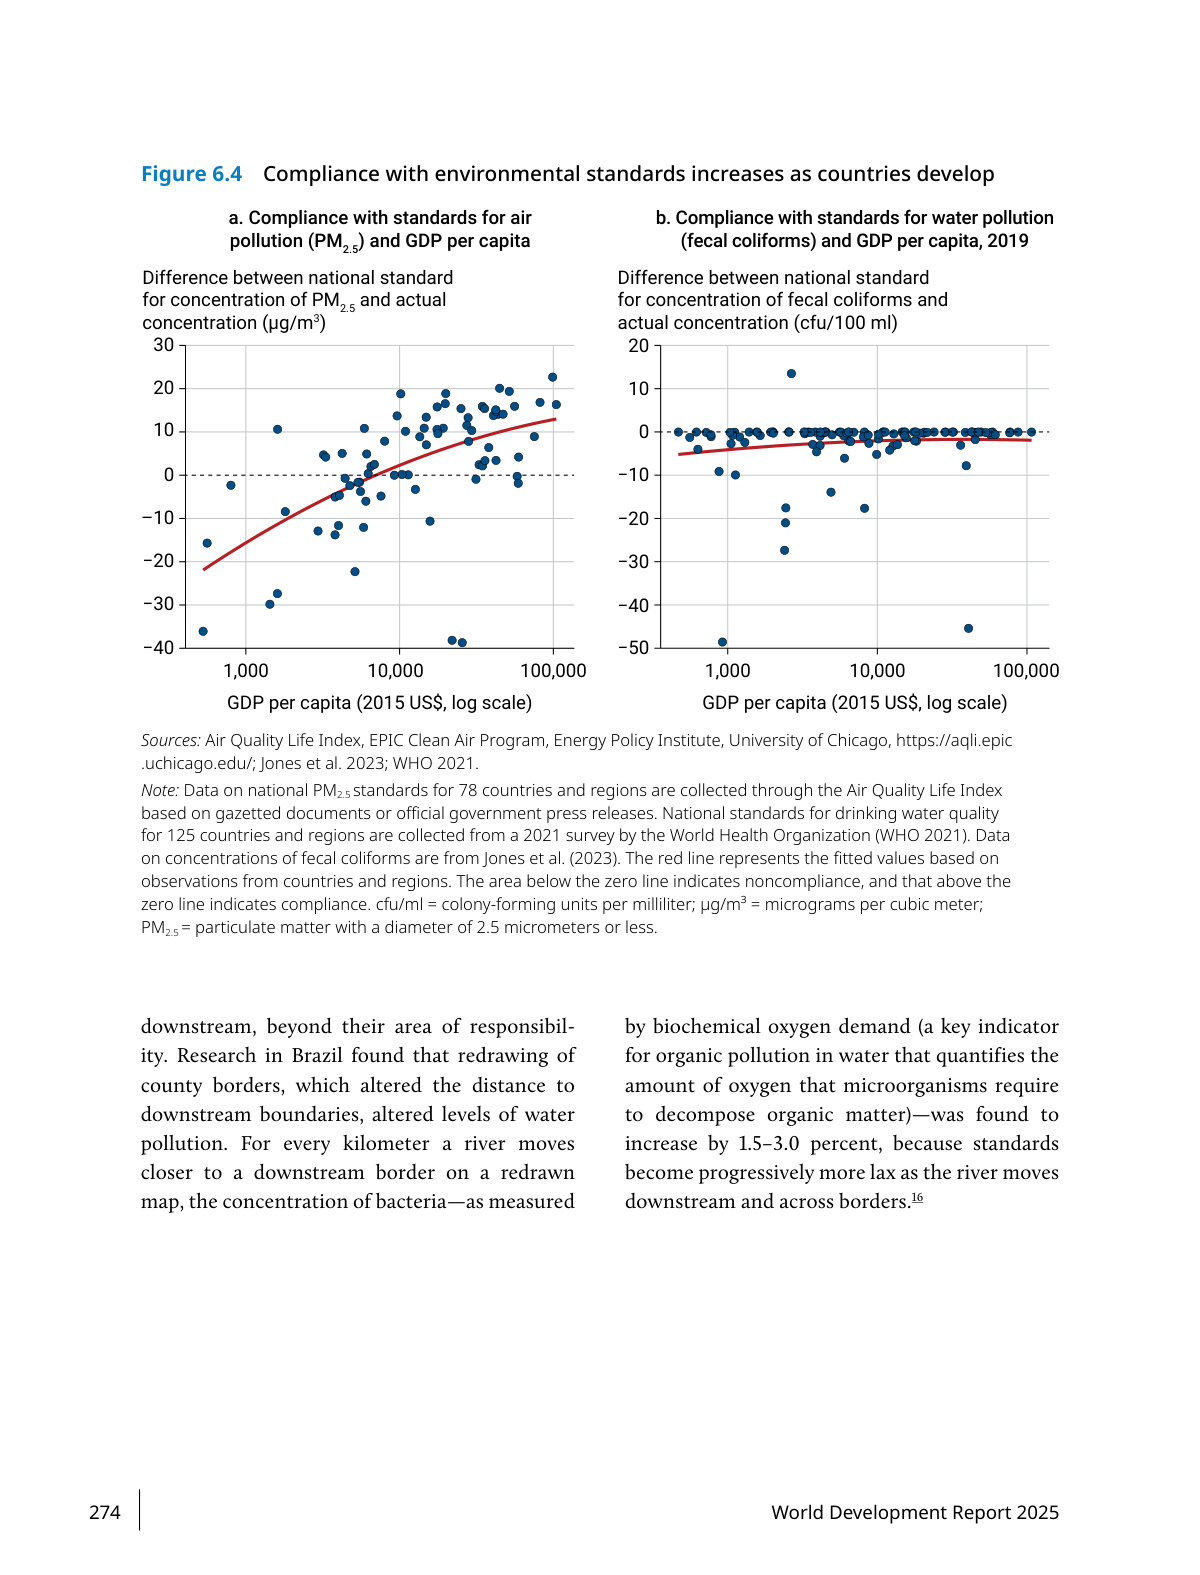 Figure 6.4 Compliance with environmental standards increases as countries develop
a. Compliance with standards for air
pollution (PM2.5) and GDP per capita
Difference between national standard
for concentration of PM2.5 and actual
concentration (µg/m³)
30
20
10
0
−10
−20
−30
−40
1,000
10,000
100,000
GDP per capita (2015 US$, log scale)
b. Compliance with standards for water pollution
(fecal coliforms) and GDP per capita, 2019
Difference between national standard
for concentration of fecal coliforms and
actual concentration (cfu/100 ml)
20
10
0
−10
−20
−30
−40
−50
1,000
10,000
100,000
GDP per capita (2015 US$, log scale)
Sources: Air Quality Life Index, EPIC Clean Air Program, Energy Policy Institute, University of Chicago, https://aqli.epic
.uchicago.edu/; Jones et al. 2023; WHO 2021.
Note: Data on national PM2.5 standards for 78 countries and regions are collected through the Air Quality Life Index
based on gazetted documents or official government press releases. National standards for drinking water quality
for 125 countries and regions are collected from a 2021 survey by the World Health Organization (WHO 2021). Data
on concentrations of fecal coliforms are from Jones et al. (2023). The red line represents the fitted values based on
observations from countries and regions. The area below the zero line indicates noncompliance, and that above the
zero line indicates compliance. cfu/ml = colony-forming units per milliliter; µg/m³ = micrograms per cubic meter;
PM2.5 = particulate matter with a diameter of 2.5 micrometers or less.
downstream, beyond their area of responsibil-
ity. Research in Brazil found that redrawing of
county borders, which altered the distance to
downstream boundaries, altered levels of water
pollution. For every kilometer a river moves
closer to a downstream border on a redrawn
map, the concentration of bacteria—as measured
by biochemical oxygen demand (a key indicator
for organic pollution in water that quantifies the
amount of oxygen that microorganisms require
to decompose organic matter)—was found to
increase by 1.5–3.0 percent, because standards
become progressively more lax as the river moves
downstream and across borders.16
274
World Development Report 2025